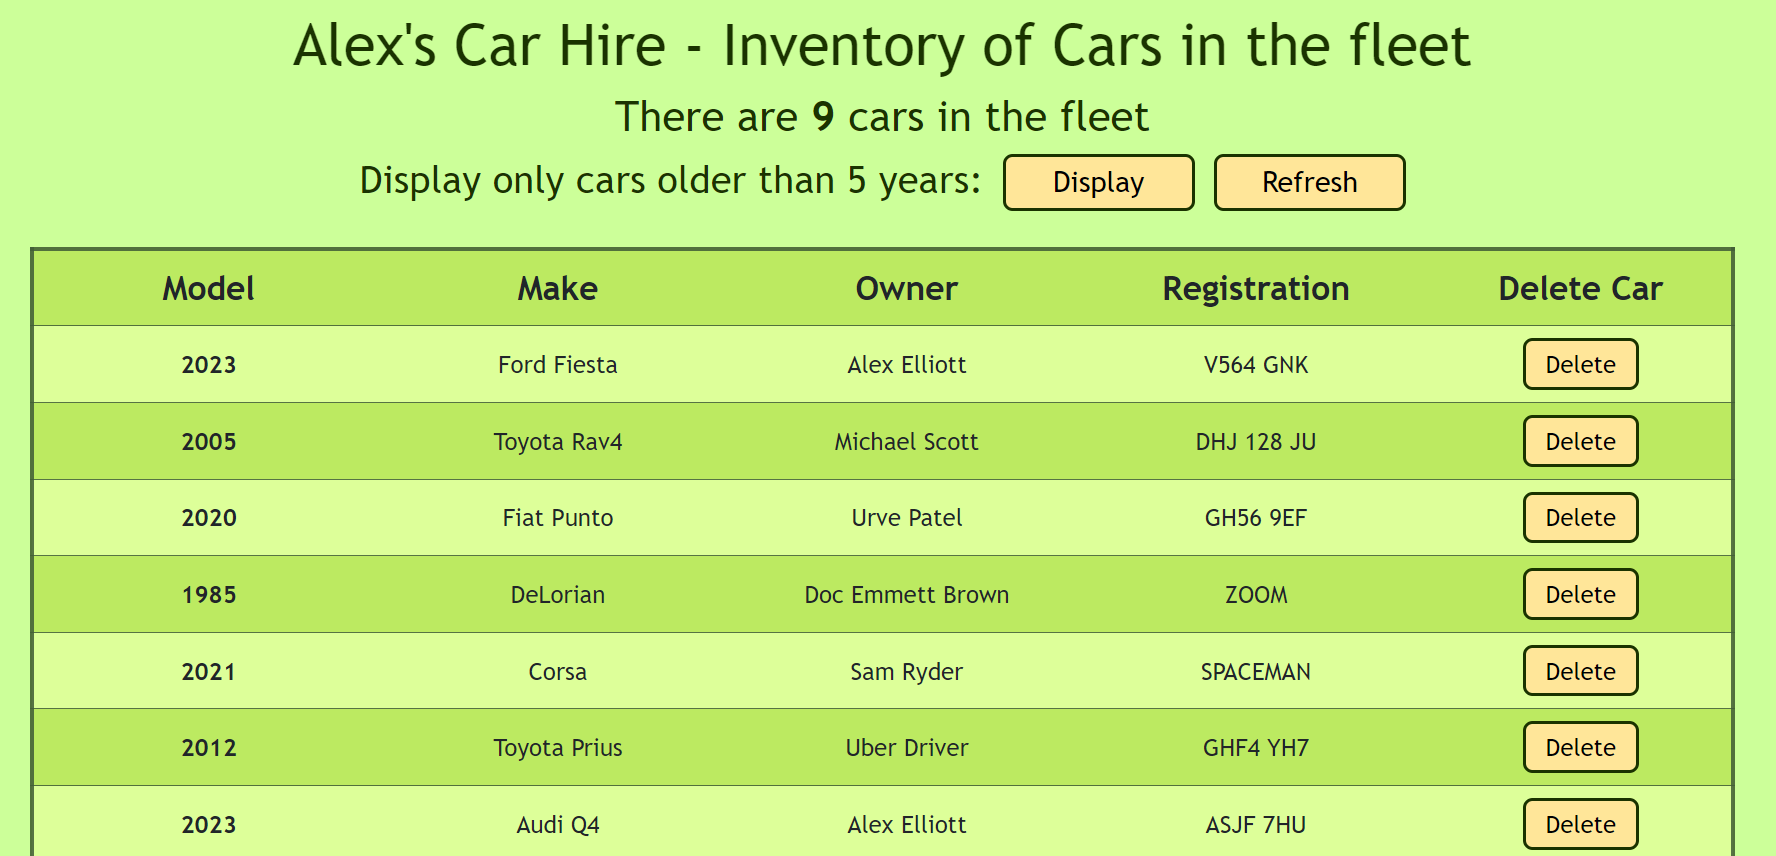 Alex's Car Hire - Inventory of Cars in the fleet
There are 9 cars in the fleet
Display only cars older than 5 years: Display Refresh
Model Make Owner Registration Delete Car
2023 Ford Fiesta Alex Elliott V564 GNK Delete
2005 Toyota Rav4 Michael Scott DHJ 128 JU Delete
2020 Fiat Punto Urve Patel GH56 9EF Delete
1985 DeLorian Doc Emmett Brown ZOOM Delete
2021 Corsa Sam Ryder SPACEMAN Delete
2012 Toyota Prius Uber Driver GHF4 YH7 Delete
2023 Audi Q4 Alex Elliott ASJF 7HU Delete